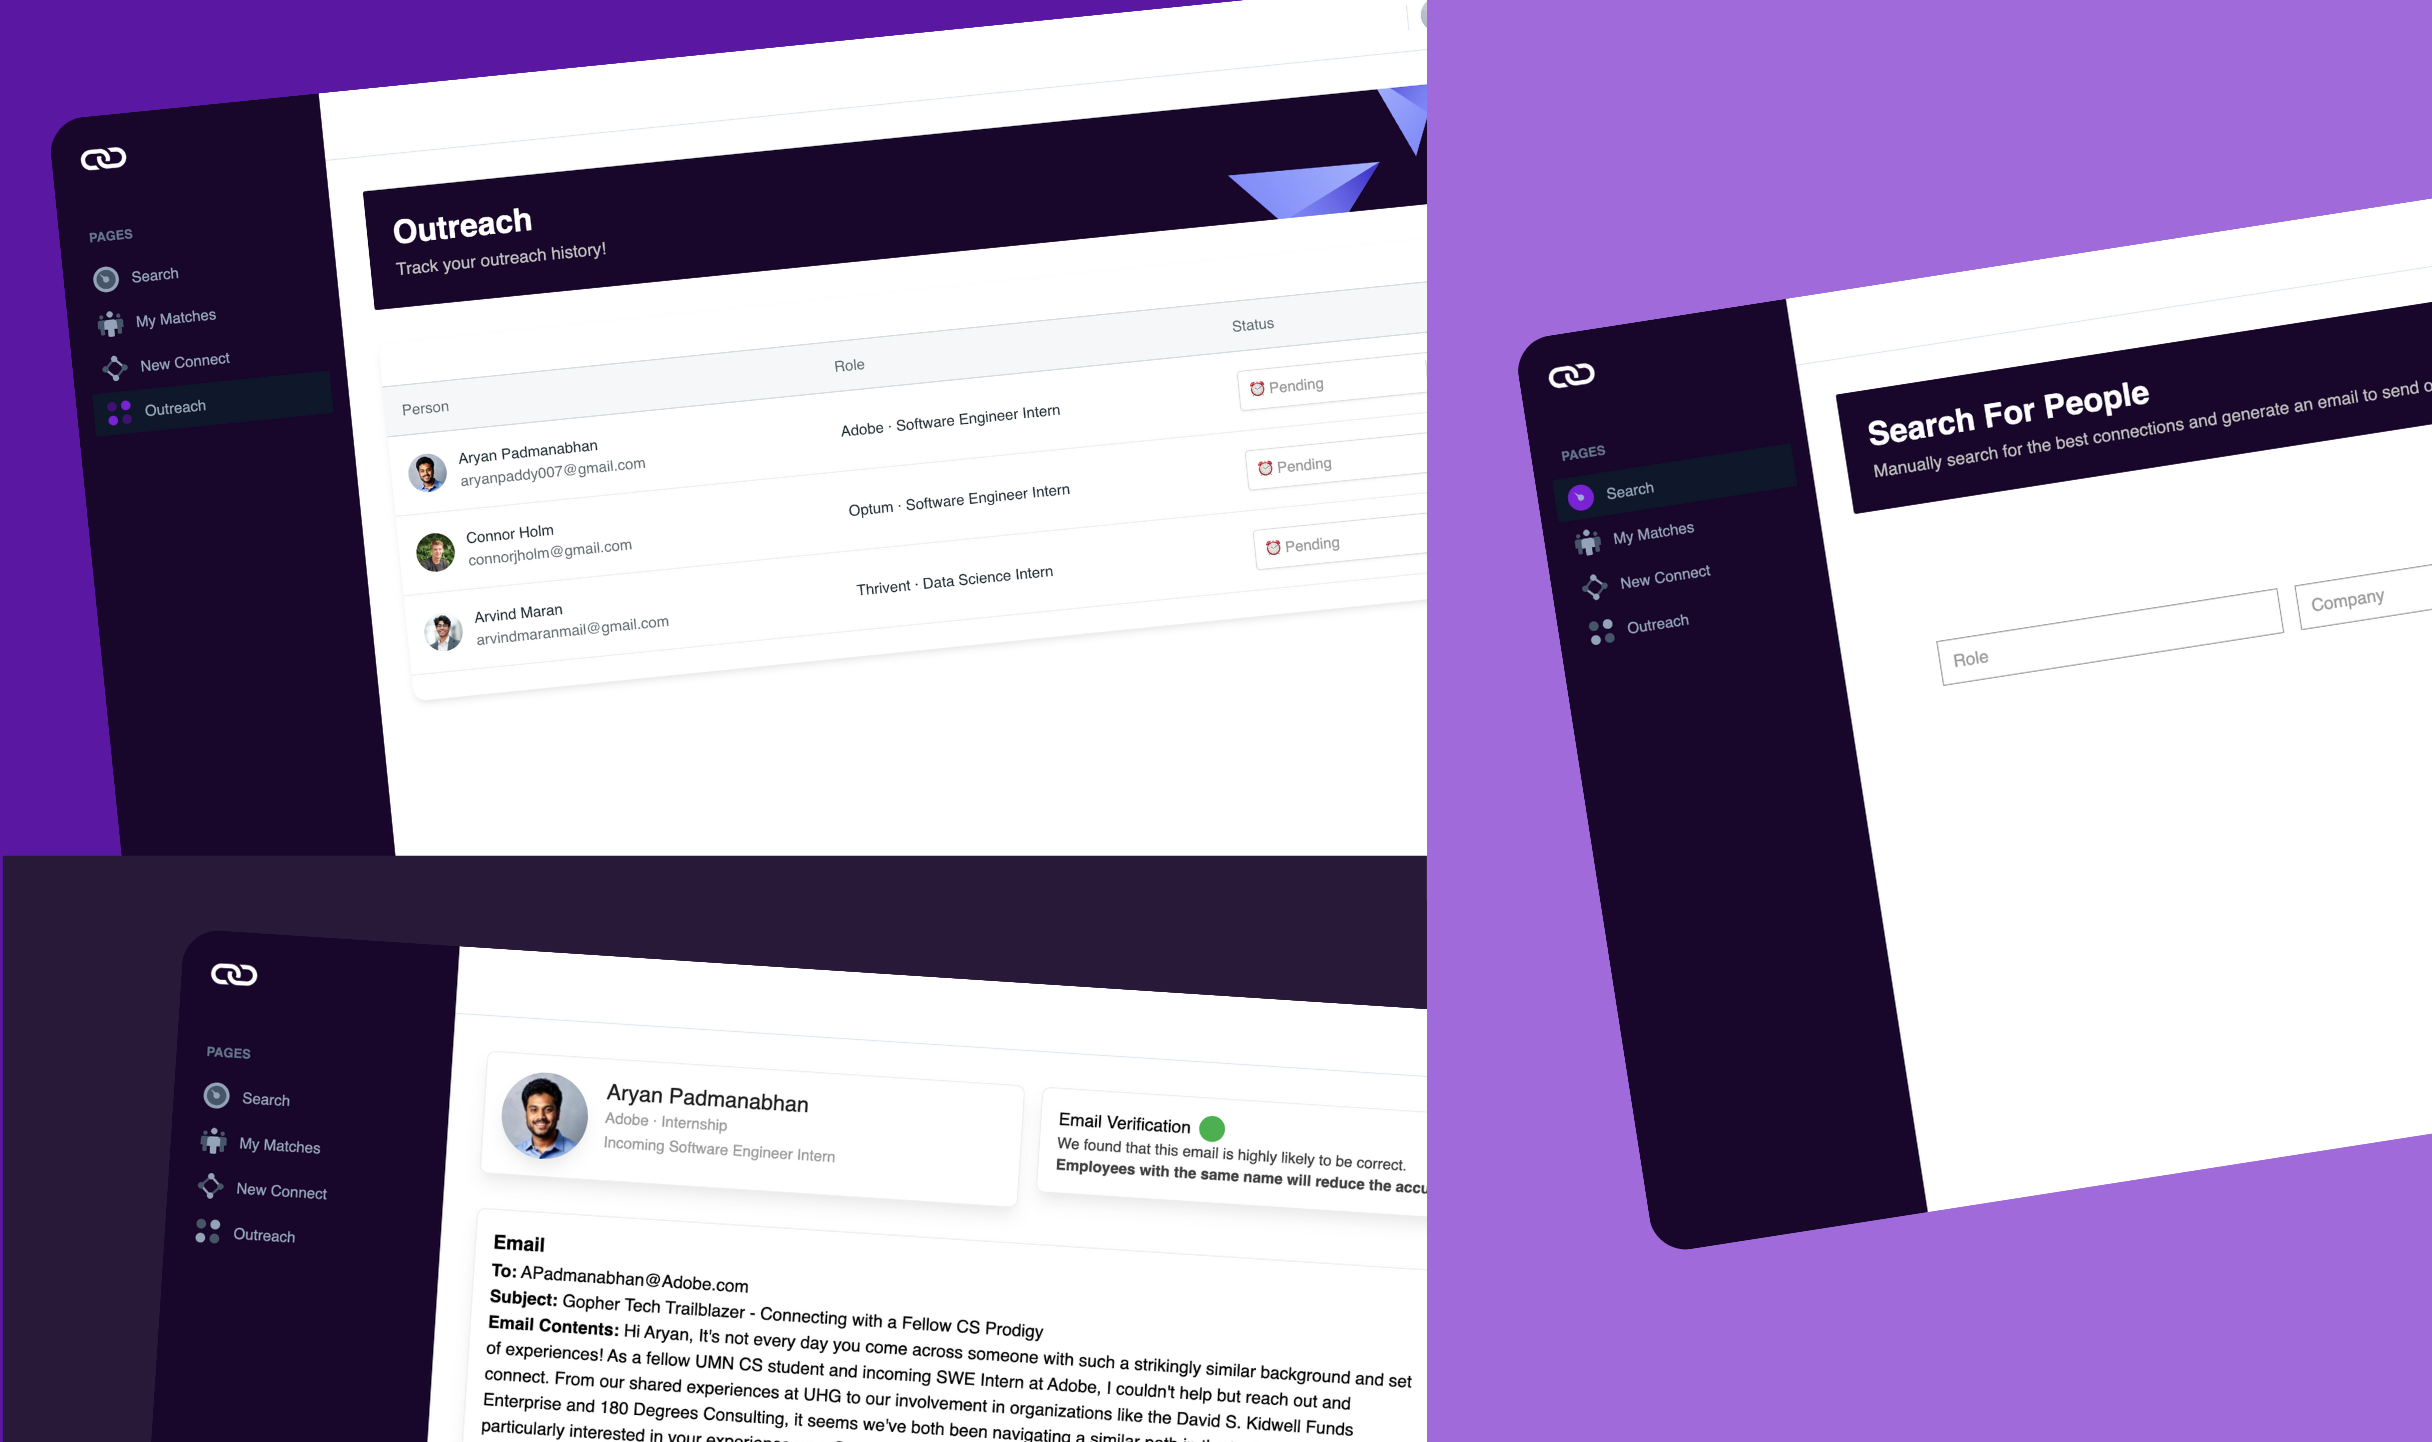 PAGES
Search
My Matches
New Connect
Outreach
Outreach
Track your outreach history!
Person
Role
Status
Aryan Padmanabhan
aryanpaddy007@gmail.com
Adobe · Software Engineer Intern
⏰ Pending
Connor Holm
connorjholm@gmail.com
Optum · Software Engineer Intern
⏰ Pending
Arvind Maran
arvindmaranmail@gmail.com
Thrivent · Data Science Intern
⏰ Pending
PAGES
Search
My Matches
New Connect
Outreach
Search For People
Manually search for the best connections and generate an email to send
Role
Company
PAGES
Search
My Matches
New Connect
Outreach
Aryan Padmanabhan
Adobe · Internship
Incoming Software Engineer Intern
Email Verification
We found that this email is highly likely to be correct.
Employees with the same name will reduce the
Email
To: APadmanabhan@Adobe.com
Subject: Gopher Tech Trailblazer - Connecting with a Fellow CS Prodigy
Email Contents: Hi Aryan, It's not every day you come across someone with such a strikingly similar background and set
of experiences! As a fellow UMN CS student and incoming SWE Intern at Adobe, I couldn't help but reach out and
connect. From our shared experiences at UHG to our involvement in organizations like the David S. Kidwell Funds
Enterprise and 180 Degrees Consulting, it seems we've both been navigating a similar path in
particularly interested in your